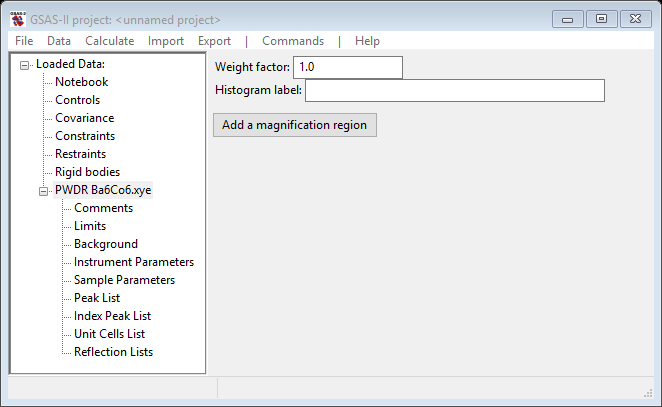 GSAS-II project: <unnamed project>
File Data Calculate Import Export | Commands | Help
Loaded Data:
Notebook
Controls
Covariance
Constraints
Restraints
Rigid bodies
PWDR Ba6Co6.xye
Comments
Limits
Background
Instrument Parameters
Sample Parameters
Peak List
Index Peak List
Unit Cells List
Reflection Lists
Weight factor: 1.0
Histogram label:
Add a magnification region